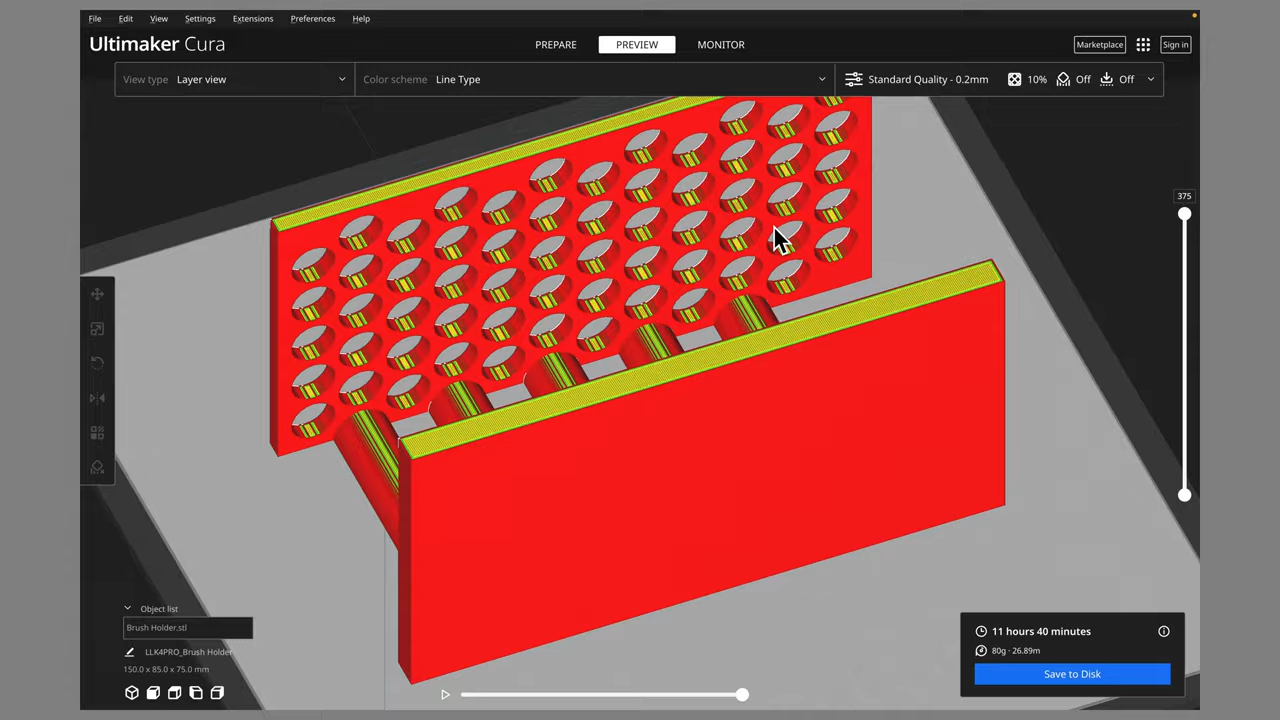 File Edit View Settings Extensions Preferences Help
Ultimaker Cura PREPARE PREVIEW MONITOR Marketplace Sign in
View type Layer view Color scheme Line Type Standard Quality - 0.2mm 10% Off Off
375
Object list
Brush Holder.stl
LLK4PRO_Brush Holder
150.0 x 85.0 x 75.0 mm
11 hours 40 minutes
80g · 26.89m
Save to Disk